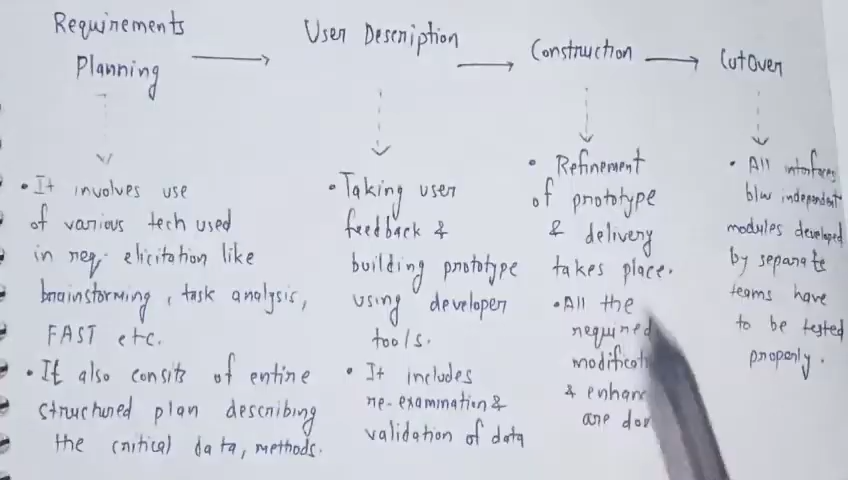 Requirements
Planning
User Description
Construction
CutOver
• It involves use
of various tech used
in req. elicitation like
brainstorming, task analysis,
FAST etc.
• It also consits of entire
structured plan describing
the critical data, methods.
• Taking user
feedback &
building prototype
using developer
tools.
• It includes
re-examination &
validation of data
• Refinement
of prototype
& delivery
takes place.
• All the
required
& 
are
• All interfaces
b/w independent
modules developed
by separate
teams have
to be tested
properly.